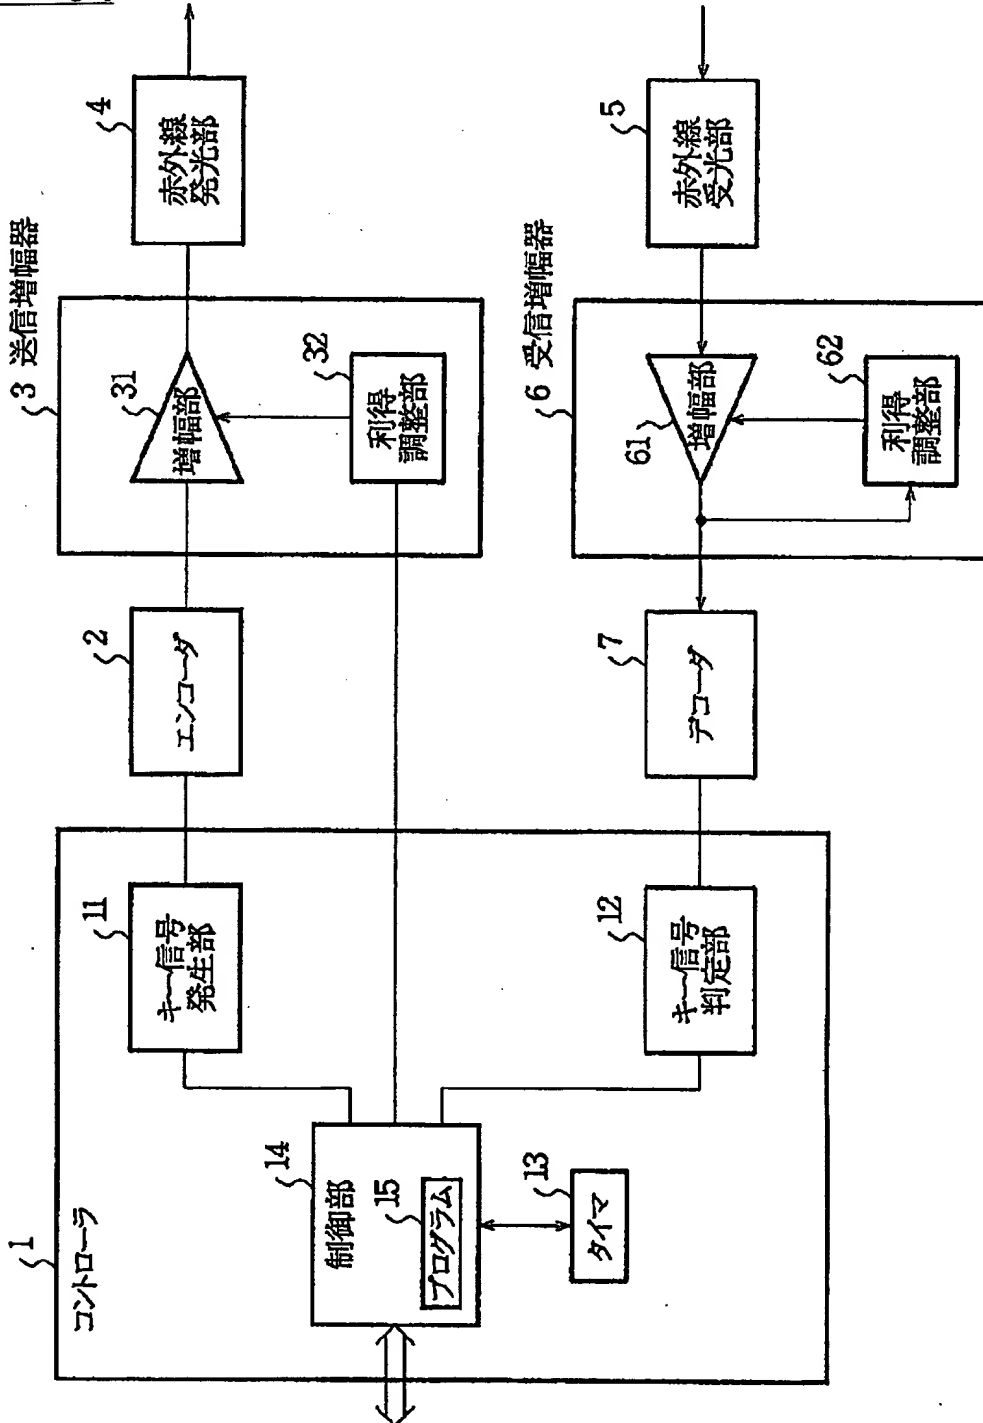 1
コントローラ
11
キー信号
発生部
14
制御部
15
プログラム
13
タイマ
12
キー信号
判定部
2
エンコーダ
7
デコーダ
3 送信増幅器
31
増幅部
32
利得
調整部
6 受信増幅器
61
増幅部
62
利得
調整部
4
赤外線
発光部
5
赤外線
受光部